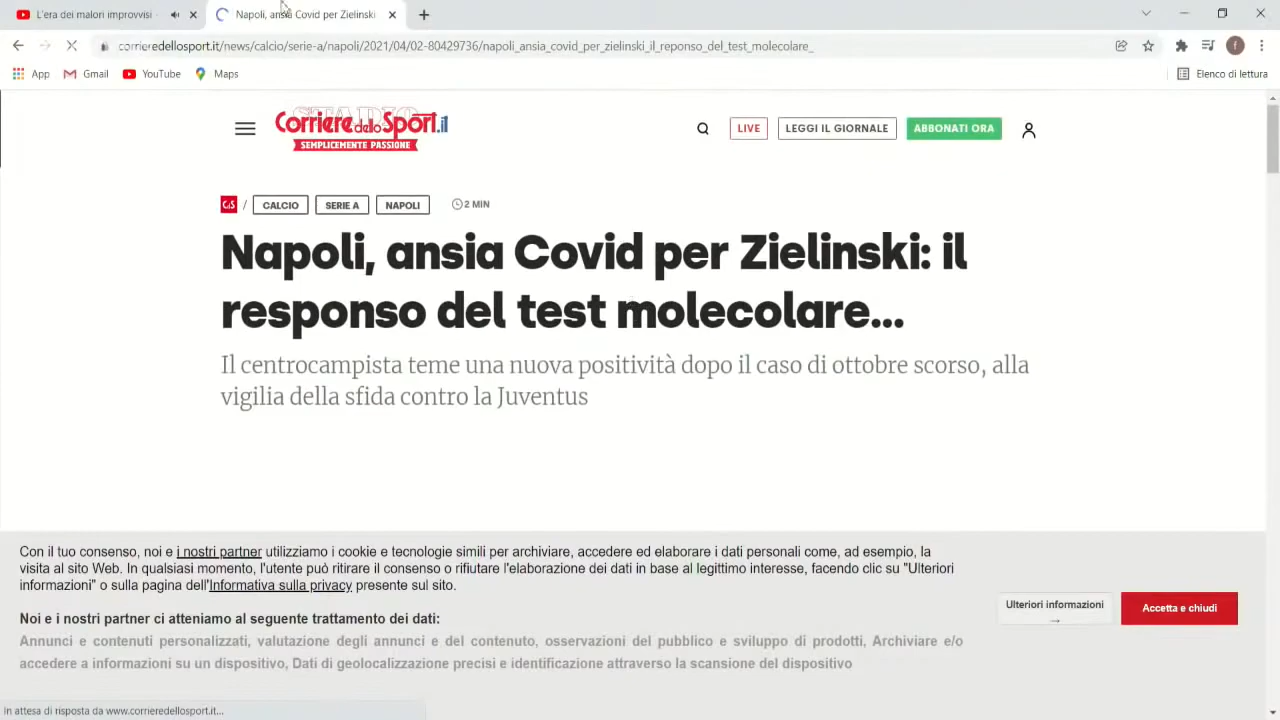 L'era dei malori improvvisi
Napoli, ansia Covid per Zielinski
corrieredellosport.it/news/calcio/serie-a/napoli/2021/04/02-80429736/napoli_ansia_covid_per_zielinski_il_reponso_del_test_molecolare_
f
App Gmail YouTube Maps Elenco di lettura
STADIO
Corriere dello Sport.it
SEMPLICEMENTE PASSIONE
LIVE LEGGI IL GIORNALE ABBONATI ORA
CdS / CALCIO SERIE A NAPOLI 2 MIN
Napoli, ansia Covid per Zielinski: il
responso del test molecolare...
Il centrocampista teme una nuova positività dopo il caso di ottobre scorso, alla
vigilia della sfida contro la Juventus
Con il tuo consenso, noi e i nostri partner utilizziamo i cookie e tecnologie simili per archiviare, accedere ed elaborare i dati personali come, ad esempio, la
visita al sito Web. In qualsiasi momento, l'utente può ritirare il consenso o rifiutare l'elaborazione dei dati in base al legittimo interesse, facendo clic su "Ulteriori
informazioni" o sulla pagina dell'Informativa sulla privacy presente sul sito.
Noi e i nostri partner ci atteniamo al seguente trattamento dei dati:
Annunci e contenuti personalizzati, valutazione degli annunci e del contenuto, osservazioni del pubblico e sviluppo di prodotti, Archiviare e/o
accedere a informazioni su un dispositivo, Dati di geolocalizzazione precisi e identificazione attraverso la scansione del dispositivo
Ulteriori informazioni →
Accetta e chiudi
In attesa di risposta da www.corrieredellosport.it...